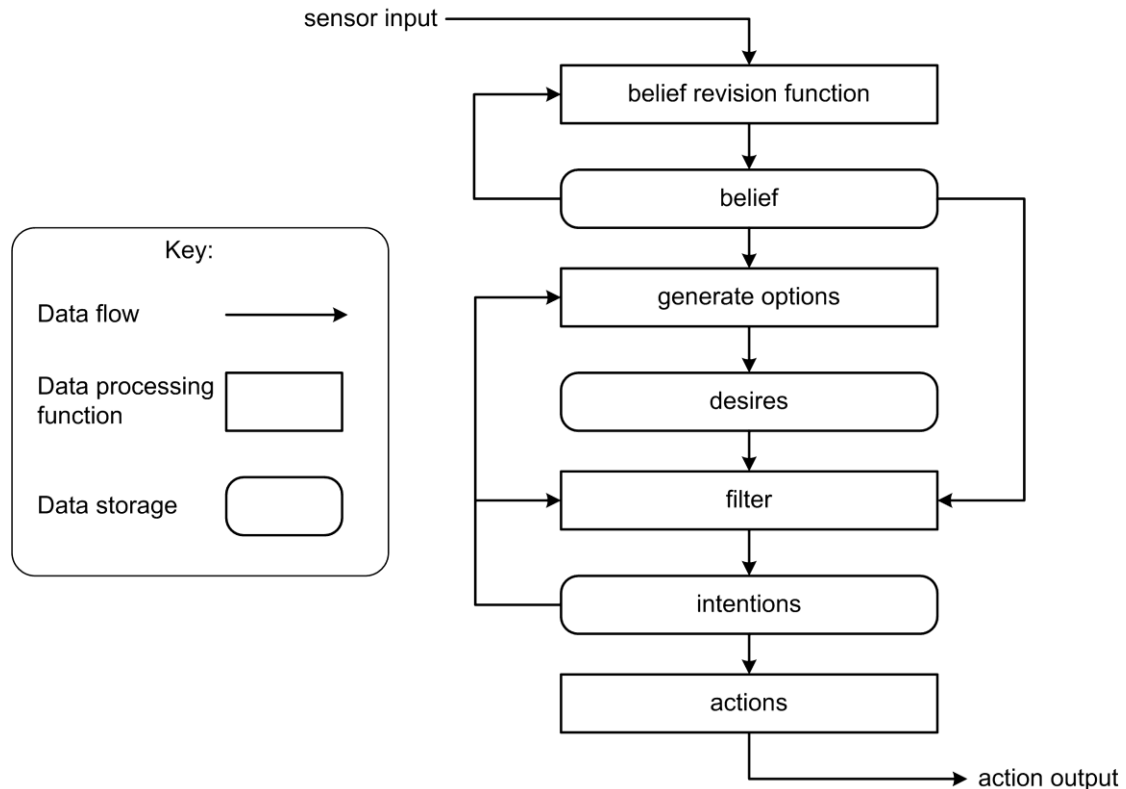 sensor input
belief revision function
belief
generate options
desires
filter
intentions
actions
action output
Key:
Data flow
Data processing
function
Data storage